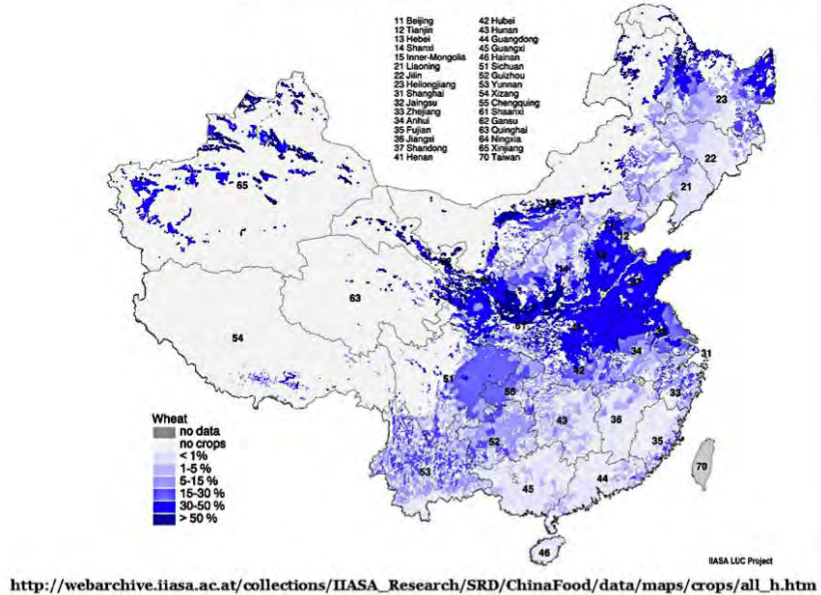 11 Beijing
12 Tianjin
13 Hebei
14 Shanxi
15 Inner-Mongolia
21 Liaoning
22 Jilin
23 Heilongjiang
31 Shanghai
32 Jaingsu
33 Zhejiang
34 Anhui
35 Fujian
36 Jiangxi
37 Shandong
41 Henan
42 Hubei
43 Hunan
44 Guangdong
45 Guangxi
46 Hainan
51 Sichuan
52 Guizhou
53 Yunnan
54 Xizang
55 Chengquing
61 Shaanxi
62 Gansu
63 Quinghai
64 Ningxia
65 Xinjiang
70 Taiwan
23
22
21
65
63
54
34
31
33
42
51
55
43
36
52
35
53
45
44
70
46
Wheat
no data
no crops
< 1%
1-5 %
5-15 %
15-30 %
30-50 %
> 50 %
IIASA LUC Project
http://webarchive.iiasa.ac.at/collections/IIASA_Research/SRD/ChinaFood/data/maps/crops/all_h.htm